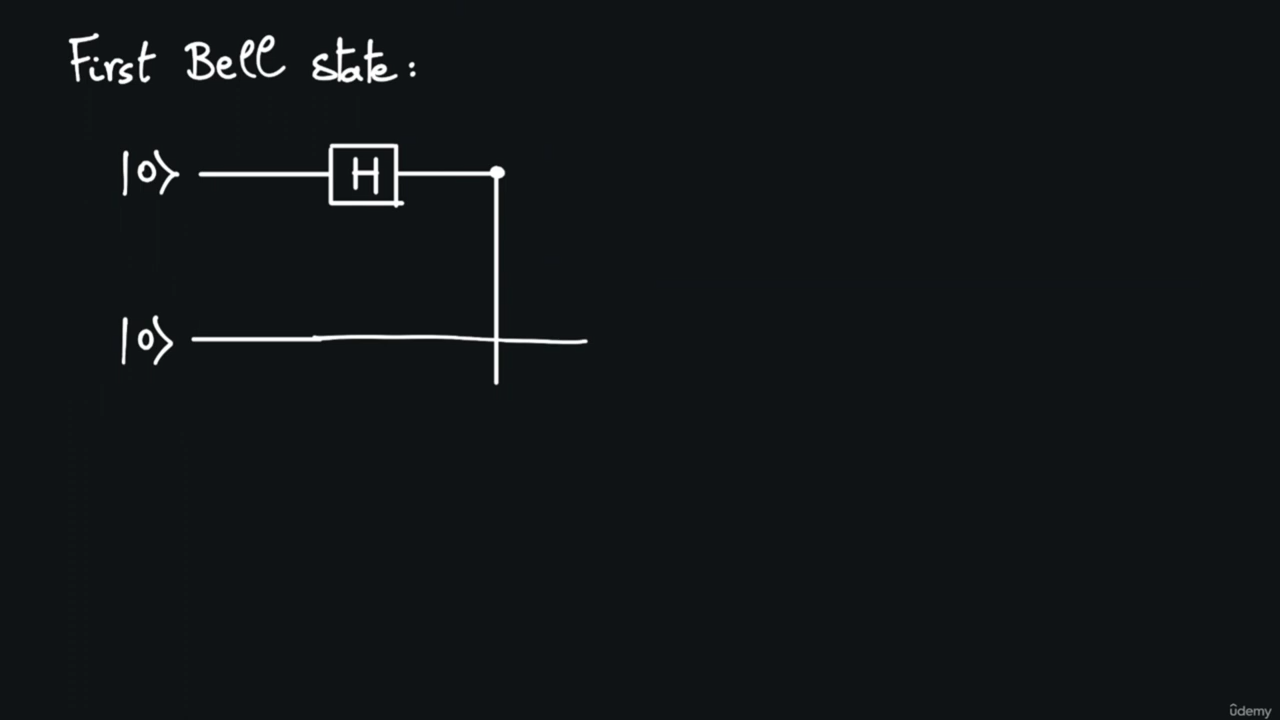 First Bell state:
|0⟩ H
|0⟩
ûdemy